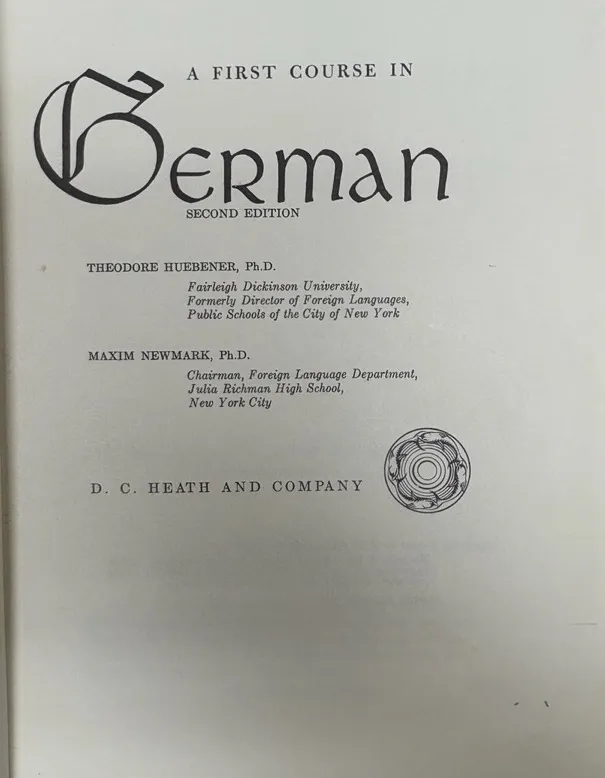 A FIRST COURSE IN
German
SECOND EDITION
THEODORE HUEBENER, Ph.D.
Fairleigh Dickinson University,
Formerly Director of Foreign Languages,
Public Schools of the City of New York
MAXIM NEWMARK, Ph.D.
Chairman, Foreign Language Department,
Julia Richman High School,
New York City
D. C. HEATH AND COMPANY